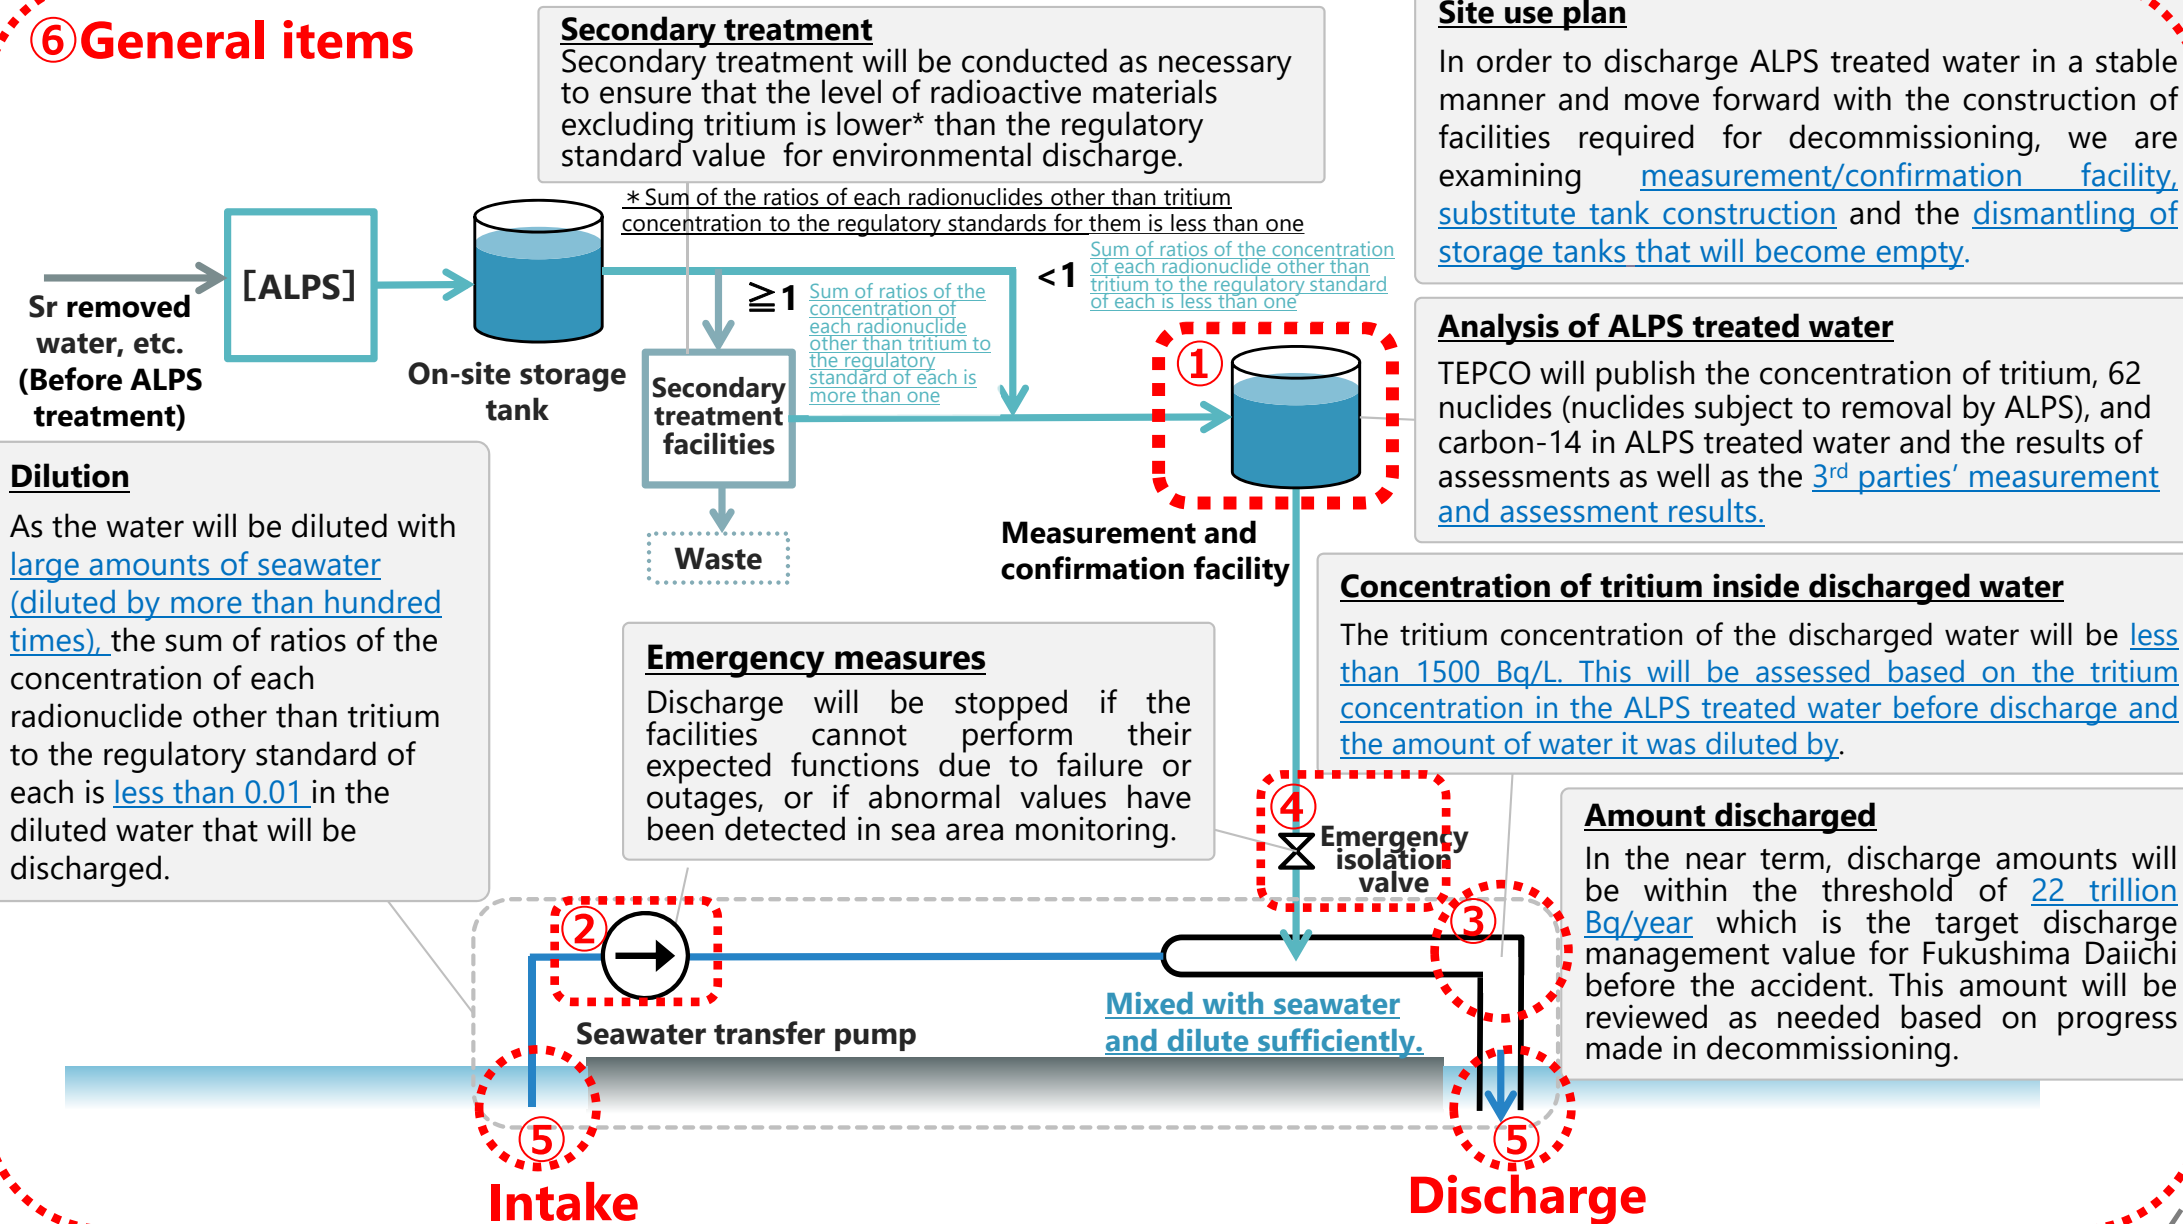 ⑥General items
Secondary treatment
Secondary treatment will be conducted as necessary
to ensure that the level of radioactive materials
excluding tritium is lower* than the regulatory
standard value for environmental discharge.
＊Sum of the ratios of each radionuclides other than tritium
concentration to the regulatory standards for them is less than one
Site use plan
In order to discharge ALPS treated water in a stable
manner and move forward with the construction of
facilities required for decommissioning, we are
examining measurement/confirmation facility,
substitute tank construction and the dismantling of
storage tanks that will become empty.
Sr removed
water, etc.
(Before ALPS
treatment)
[ALPS]
On-site storage
tank
≧1
Sum of ratios of the
concentration of
each radionuclide
other than tritium to
the regulatory
standard of each is
more than one
<1
Sum of ratios of the concentration
of each radionuclide other than
tritium to the regulatory standard
of each is less than one
Secondary
treatment
facilities
Waste
①
Measurement and
confirmation facility
Analysis of ALPS treated water
TEPCO will publish the concentration of tritium, 62
nuclides (nuclides subject to removal by ALPS), and
carbon-14 in ALPS treated water and the results of
assessments as well as the 3rd parties’ measurement
and assessment results.
Dilution
As the water will be diluted with
large amounts of seawater
(diluted by more than hundred
times), the sum of ratios of the
concentration of each
radionuclide other than tritium
to the regulatory standard of
each is less than 0.01 in the
diluted water that will be
discharged.
Concentration of tritium inside discharged water
The tritium concentration of the discharged water will be less
than 1500 Bq/L. This will be assessed based on the tritium
concentration in the ALPS treated water before discharge and
the amount of water it was diluted by.
Emergency measures
Discharge will be stopped if the
facilities cannot perform their
expected functions due to failure or
outages, or if abnormal values have
been detected in sea area monitoring.
④
Emergency
isolation
valve
Amount discharged
In the near term, discharge amounts will
be within the threshold of 22 trillion
Bq/year which is the target discharge
management value for Fukushima Daiichi
before the accident. This amount will be
reviewed as needed based on progress
made in decommissioning.
②
③
Seawater transfer pump
Mixed with seawater
and dilute sufficiently.
⑤
⑤
Intake
Discharge